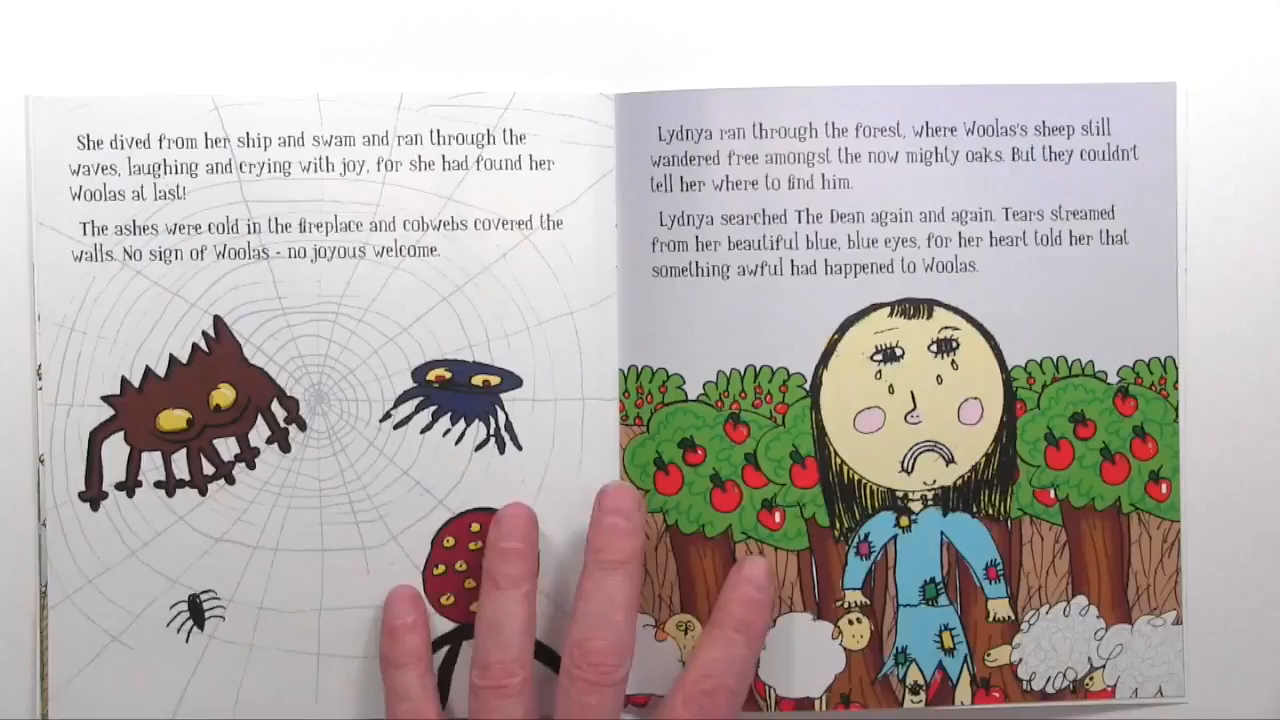 She dived from her ship and swam and ran through the
waves, laughing and crying with joy, for she had found her
Woolas at last!
The ashes were cold in the fireplace and cobwebs covered the
walls. No sign of Woolas - no joyous welcome.
Lydnya ran through the forest, where Woolas's sheep still
wandered free amongst the now mighty oaks. But they couldn't
tell her where to find him.
Lydnya searched The Dean again and again. Tears streamed
from her beautiful blue, blue eyes, for her heart told her that
something awful had happened to Woolas.